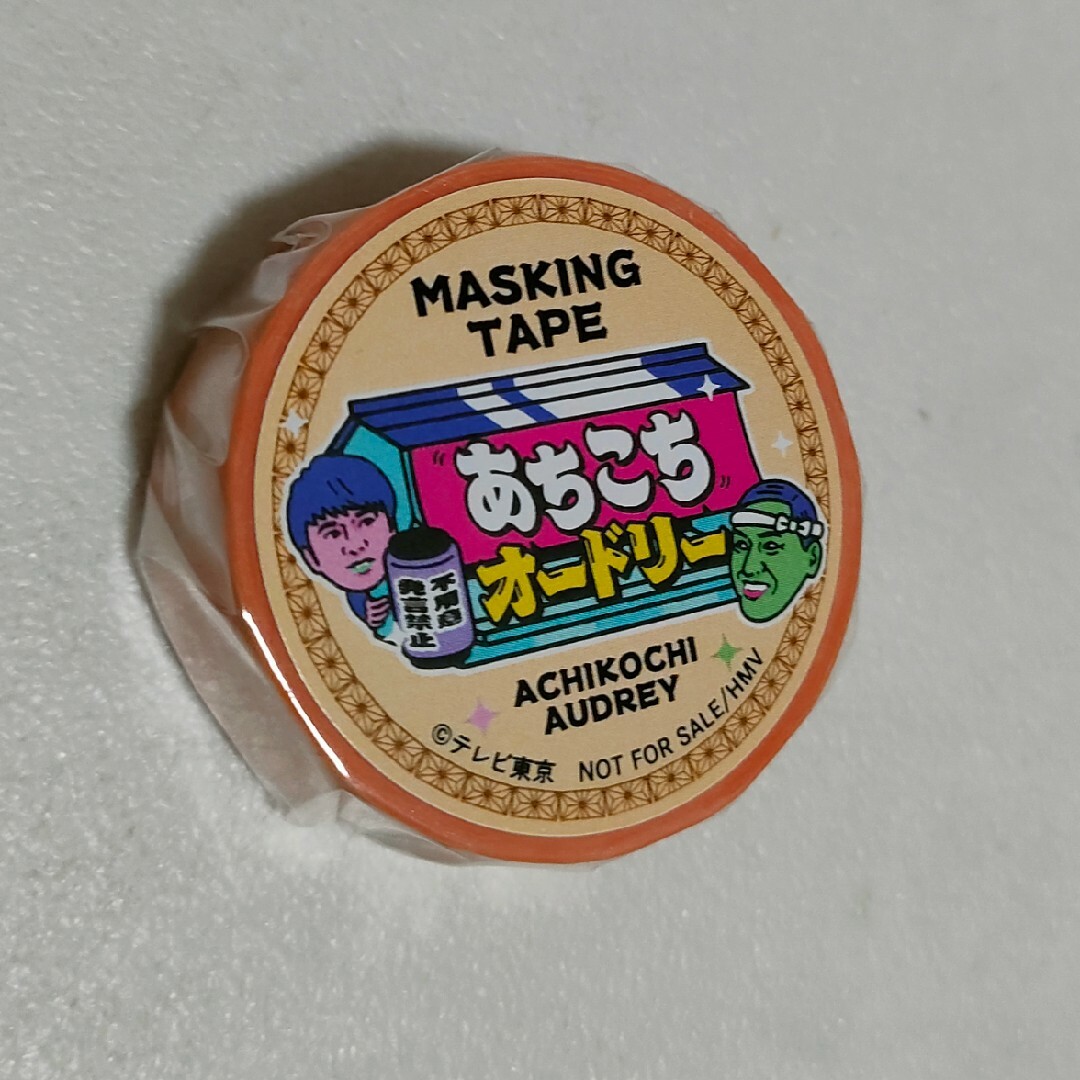 MASKING
TAPE
"あちこち"
オードリー
不用意
発言禁止
ACHIKOCHI
AUDREY
©テレビ東京 NOT FOR SALE/HMV